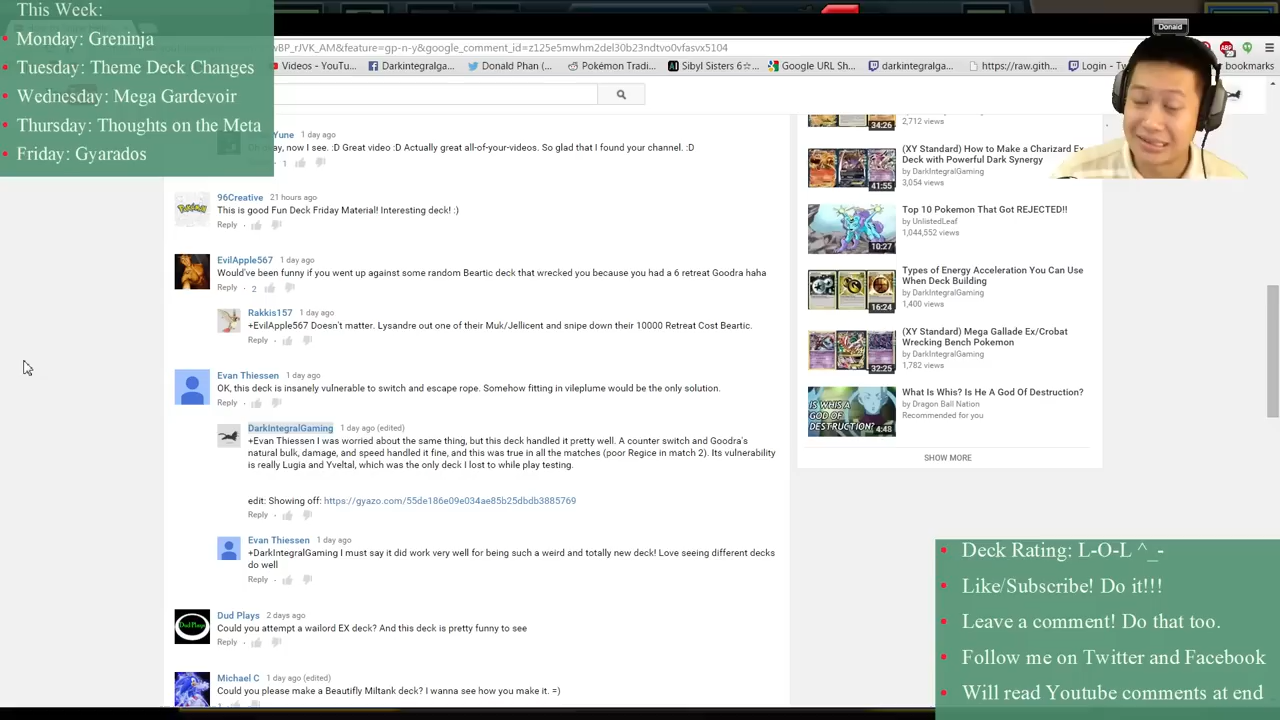 This Week:
Monday: Greninja
Tuesday: Theme Deck Changes
Wednesday: Mega Gardevoir
Thursday: Thoughts on the Meta
Friday: Gyarados
Donald
wBP_rJVK_AM&feature=gp-n-y&google_comment_id=z125e5mwhm2del30b23ndtvo0vfasvx5104
Videos - YouTu...
Facebook
Darkintegralga...
Twitter
Donald Phan (...
Pokémon Tradi...
Sibyl Sisters 6☆...
Google URL Sh...
darkintegralga...
https://raw.gith...
Twitch
Login - Tw
bookmarks
Yune 1 day ago
now I see. :D Great video :D Actually great all-of-your-videos. So glad that I found your channel. :D
1
96Creative 21 hours ago
This is good Fun Deck Friday Material! Interesting deck! :)
Reply
EvilApple567 1 day ago
Would've been funny if you went up against some random Beartic deck that wrecked you because you had a 6 retreat Goodra haha
Reply · 2
Rakkis157 1 day ago
+EvilApple567 Doesn't matter. Lysandre out one of their Muk/Jellicent and snipe down their 10000 Retreat Cost Beartic.
Reply
Evan Thiessen 1 day ago
OK, this deck is insanely vulnerable to switch and escape rope. Somehow fitting in vileplume would be the only solution.
Reply
DarkIntegralGaming 1 day ago (edited)
+Evan Thiessen I was worried about the same thing, but this deck handled it pretty well. A counter switch and Goodra's
natural bulk, damage, and speed handled it fine, and this was true in all the matches (poor Regice in match 2). Its vulnerability
is really Lugia and Yveltal, which was the only deck I lost to while play testing.
edit: Showing off: https://gyazo.com/55de186e09e034ae85b25dbdb3885769
Reply
Evan Thiessen 1 day ago
+DarkIntegralGaming I must say it did work very well for being such a weird and totally new deck! Love seeing different decks
do well
Reply
Dud Plays
Dud Plays 2 days ago
Could you attempt a wailord EX deck? And this deck is pretty funny to see
Reply
Michael C 1 day ago (edited)
Could you please make a Beautifly Miltank deck? I wanna see how you make it. =)
34:26
2,712 views
41:55
(XY Standard) How to Make a Charizard Ex
Deck with Powerful Dark Synergy
by DarkIntegralGaming
3,054 views
10:27
Top 10 Pokemon That Got REJECTED!!
by UnlistedLeaf
1,044,552 views
16:24
Types of Energy Acceleration You Can Use
When Deck Building
by DarkIntegralGaming
1,400 views
32:25
(XY Standard) Mega Gallade Ex/Crobat
Wrecking Bench Pokemon
by DarkIntegralGaming
1,782 views
IS WHIS A
GOD OF
DESTRUCTION?
4:48
What Is Whis? Is He A God Of Destruction?
by Dragon Ball Nation
Recommended for you
SHOW MORE
Deck Rating: L-O-L ^_-
Like/Subscribe! Do it!!!
Leave a comment! Do that too.
Follow me on Twitter and Facebook
Will read Youtube comments at end